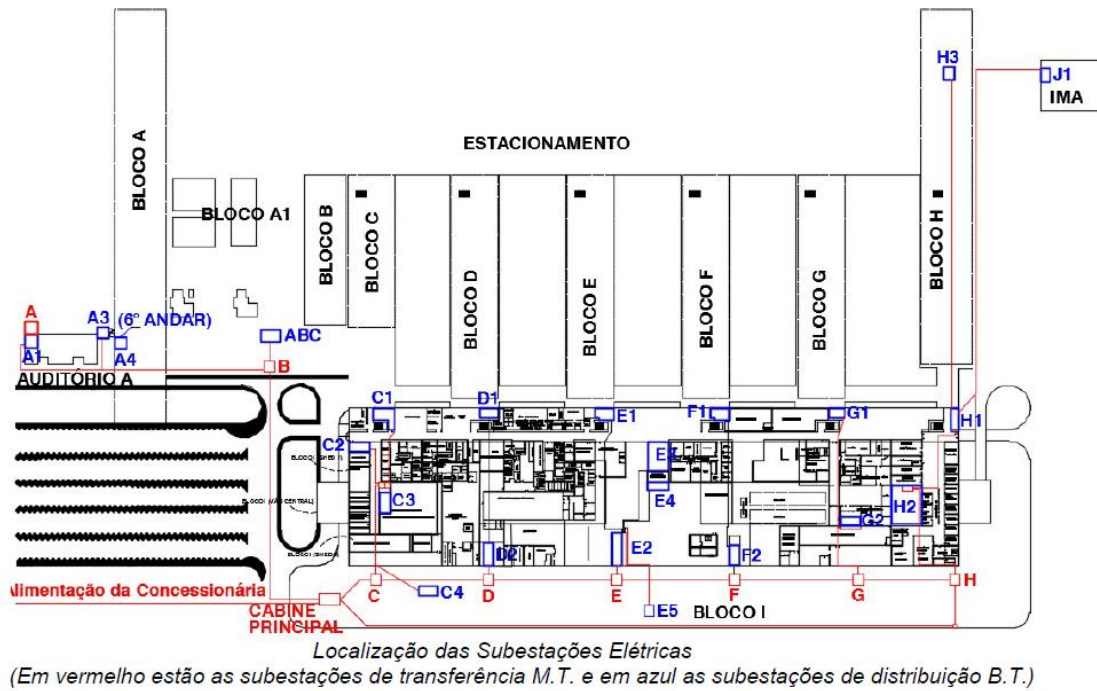 H3
J1
IMA
ESTACIONAMENTO
BLOCO A
BLOCO A1
BLOCO B
BLOCO C
BLOCO D
BLOCO E
BLOCO F
BLOCO G
BLOCO H
A
A3
(6º ANDAR)
A1
A4
ABC
B
AUDITÓRIO A
C1
D1
E1
F1
G1
H1
C2
C3
E4
G2
H2
D2
E2
F2
C
C4
D
E
F
G
H
E5
BLOCO I
Alimentação da Concessionária
CABINE
PRINCIPAL
Localização das Subestações Elétricas
(Em vermelho estão as subestações de transferência M.T. e em azul as subestações de distribuição B.T.)